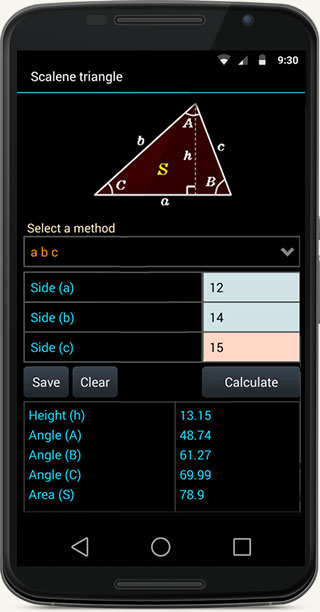 9:30
Scalene triangle
A
b
c
h
S
C
B
a
Select a method
a b c
Side (a) 12
Side (b) 14
Side (c) 15
Save Clear Calculate
Height (h) 13.15
Angle (A) 48.74
Angle (B) 61.27
Angle (C) 69.99
Area (S) 78.9